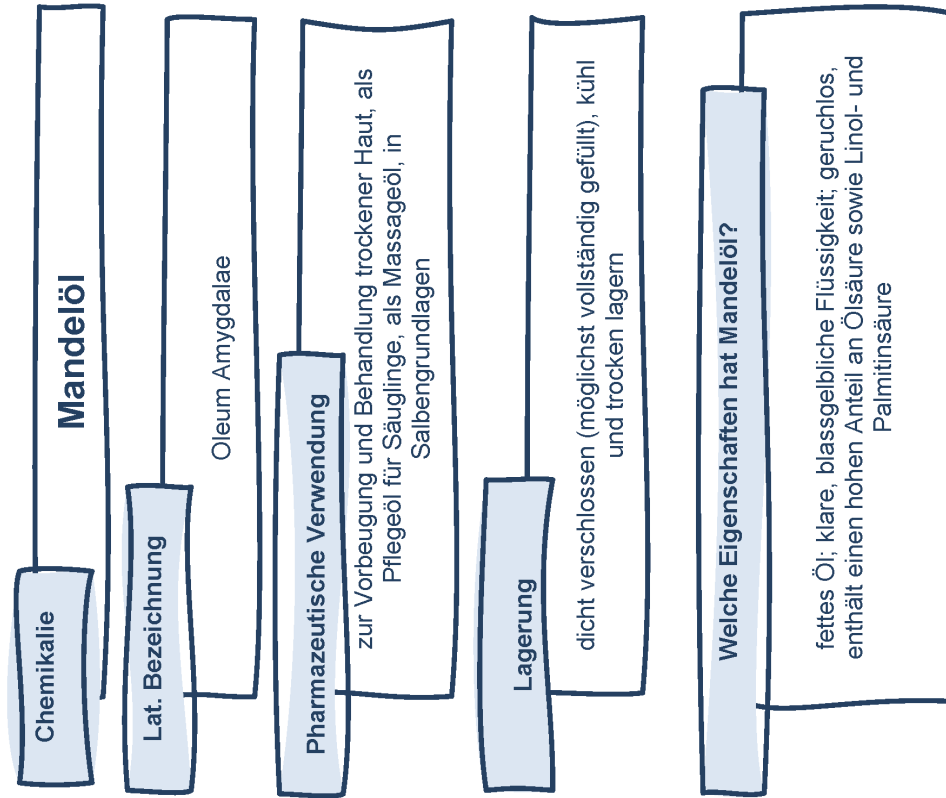 Chemikalie
Mandelöl
Lat. Bezeichnung
Oleum Amygdalae
Pharmazeutische Verwendung
zur Vorbeugung und Behandlung trockener Haut, als
Pflegeöl für Säuglinge, als Massageöl, in
Salbengrundlagen
Lagerung
dicht verschlossen (möglichst vollständig gefüllt), kühl
und trocken lagern
Welche Eigenschaften hat Mandelöl?
fettes Öl; klare, blassgelbliche Flüssigkeit; geruchlos,
enthält einen hohen Anteil an Ölsäure sowie Linol- und
Palmitinsäure